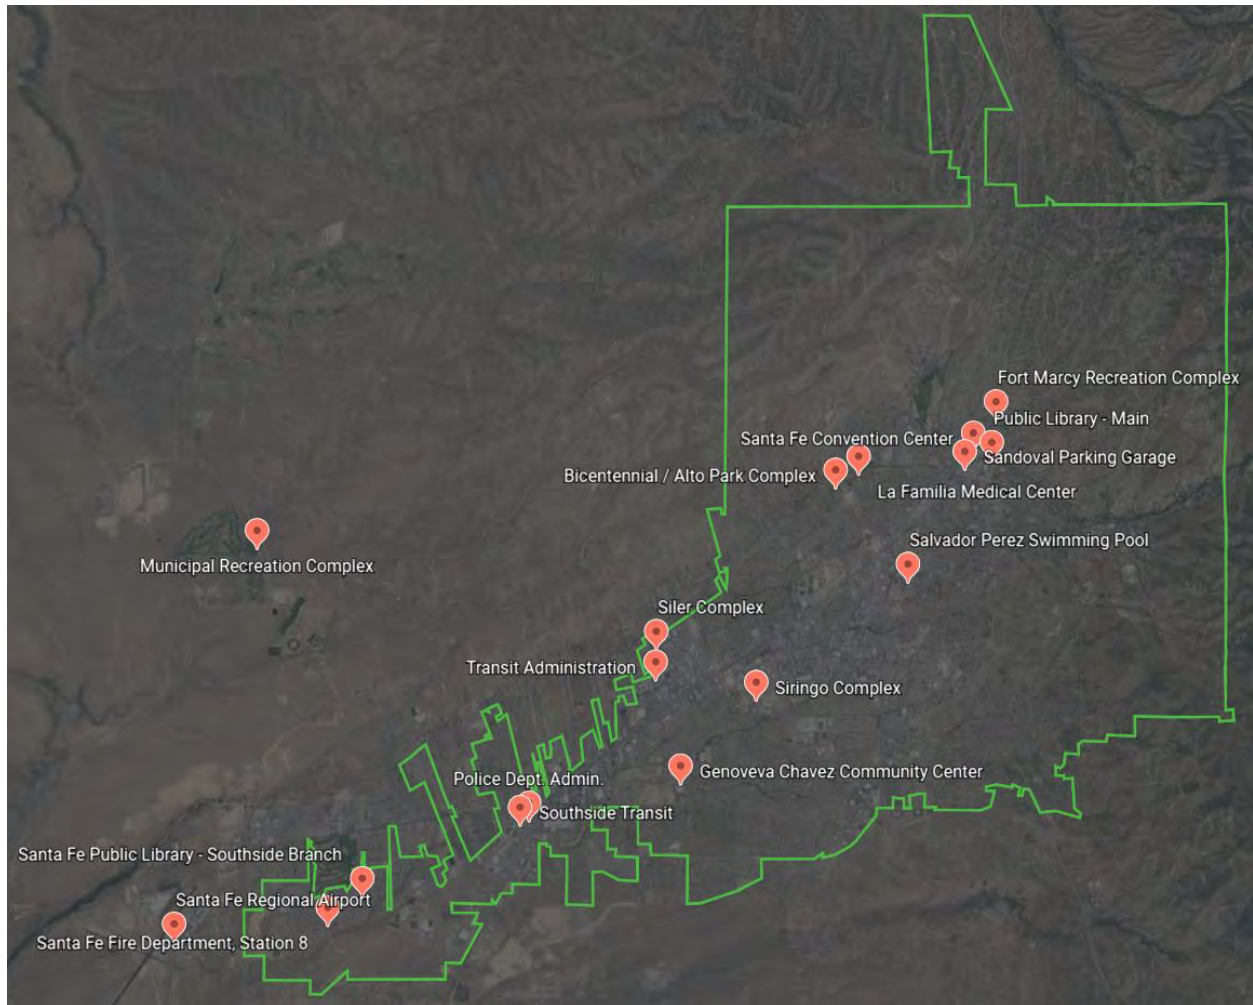 Fort Marcy Recreation Complex
Public Library - Main
Santa Fe Convention Center
Sandoval Parking Garage
Bicentennial / Alto Park Complex
La Familia Medical Center
Salvador Perez Swimming Pool
Municipal Recreation Complex
Siler Complex
Transit Administration
Siringo Complex
Genoveva Chavez Community Center
Police Dept. Admin.
Southside Transit
Santa Fe Public Library - Southside Branch
Santa Fe Regional Airport
Santa Fe Fire Department, Station 8